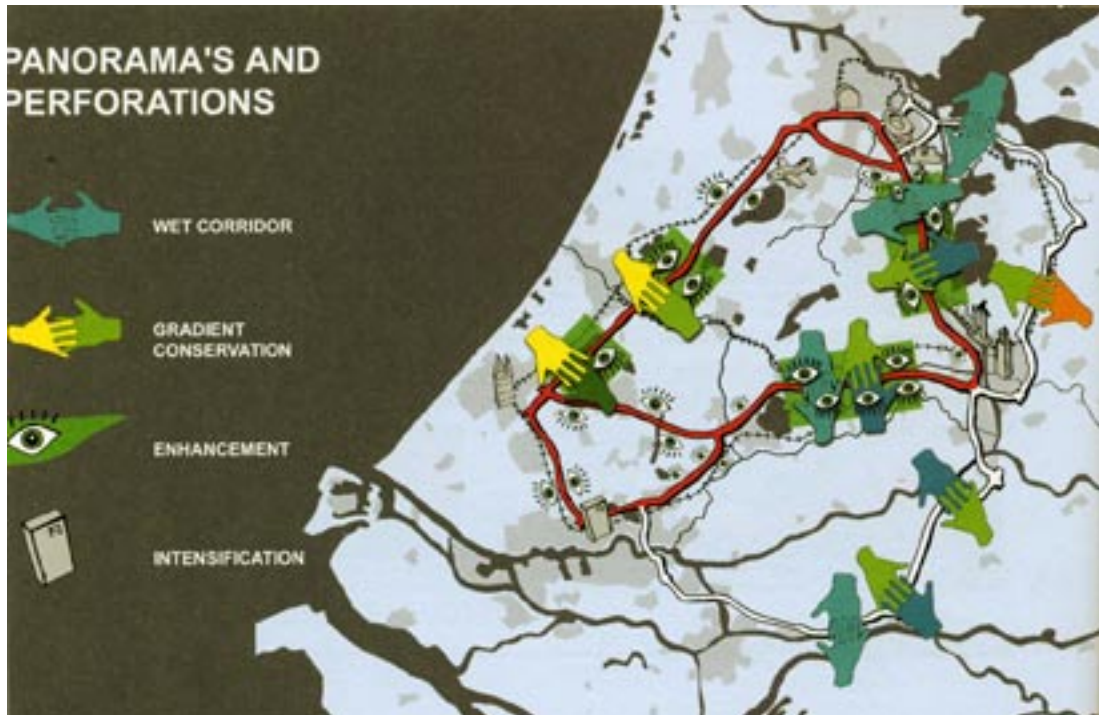 PANORAMA'S AND
PERFORATIONS
WET CORRIDOR
GRADIENT
CONSERVATION
ENHANCEMENT
INTENSIFICATION